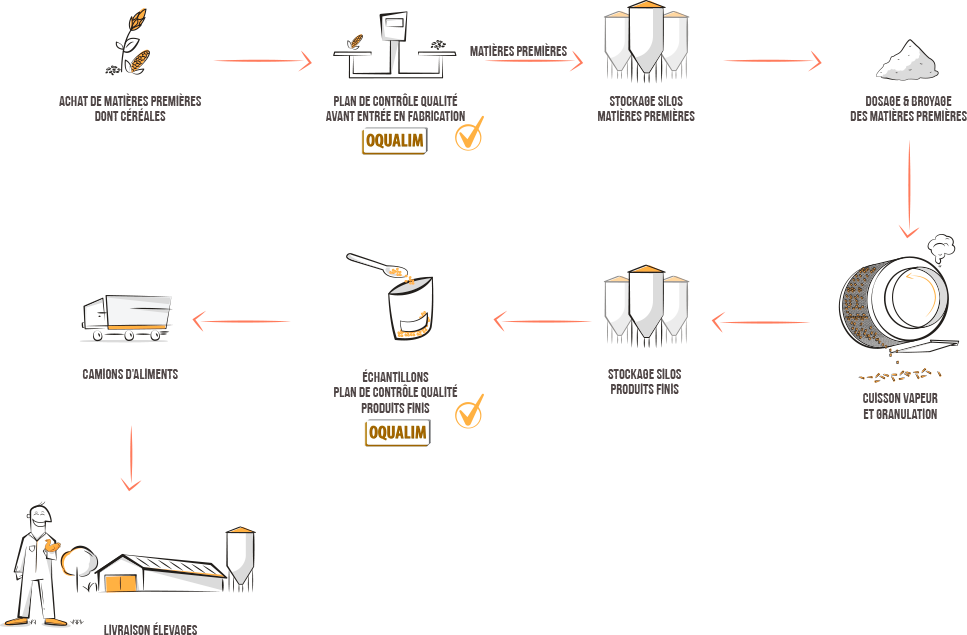 ACHAT DE MATIÈRES PREMIÈRES
DONT CÉRÉALES
PLAN DE CONTRÔLE QUALITÉ
AVANT ENTRÉE EN FABRICATION
OQUALIM
MATIÈRES PREMIÈRES
STOCKAGE SILOS
MATIÈRES PREMIÈRES
DOSAGE & BROYAGE
DES MATIÈRES PREMIÈRES
CUISSON VAPEUR
ET GRANULATION
STOCKAGE SILOS
PRODUITS FINIS
ÉCHANTILLONS
PLAN DE CONTRÔLE QUALITÉ
PRODUITS FINIS
OQUALIM
CAMIONS D'ALIMENTS
LIVRAISON ÉLEVAGES